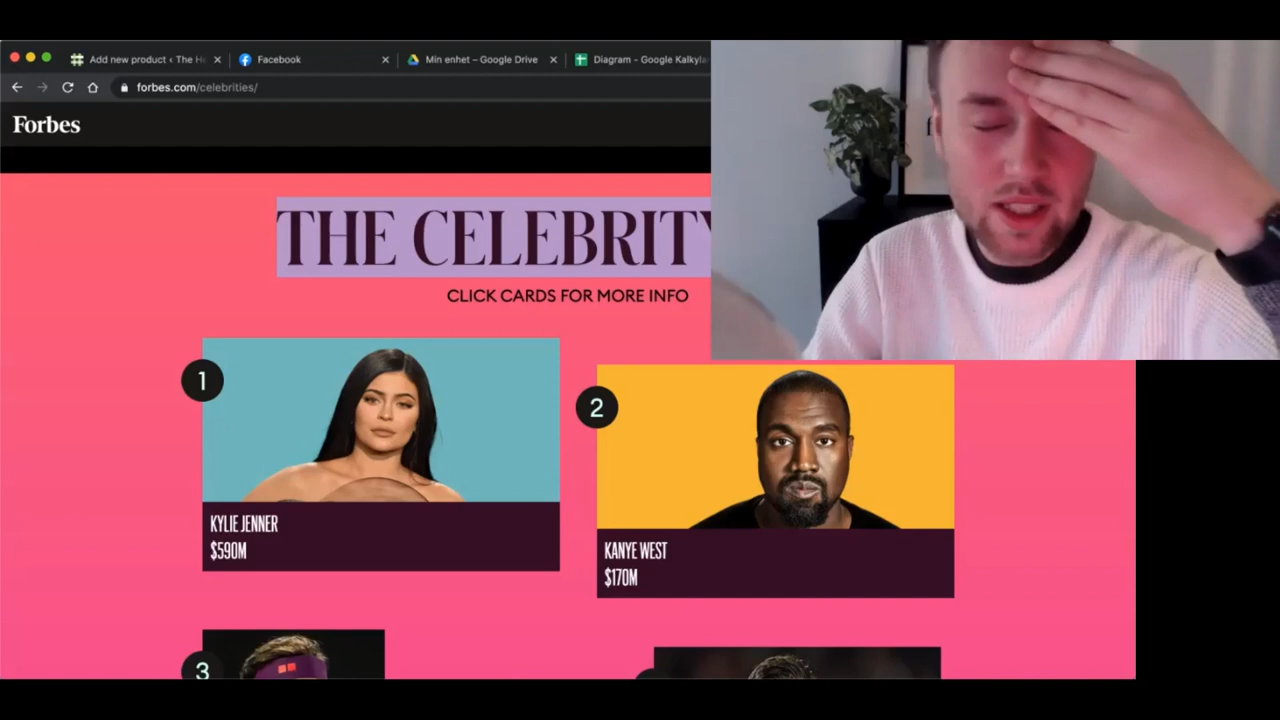 Add new product ‹ The He
Facebook
Min enhet – Google Drive
Diagram - Google Kalkyla
forbes.com/celebrities/
Forbes
THE CELEBRITY
CLICK CARDS FOR MORE INFO
1
KYLIE JENNER
$590M
2
KANYE WEST
$170M
3